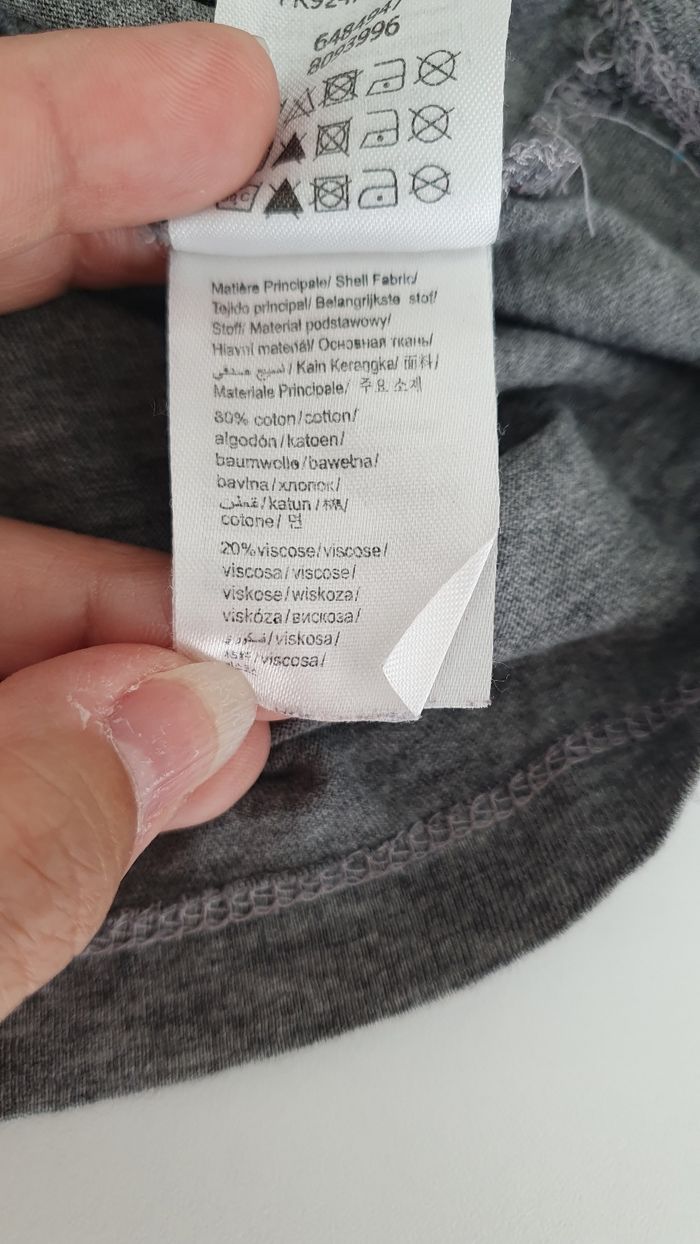 6484947
8093996
Matière Principale/ Shell Fabric/
Tejido principal/ Belangrijkste stof/
Stoff/ Materiał podstawowy/
Hlavní materiál/ Основная ткань/
/ Kain Kerangka/ 面料/
Materiale Principale/ 주요 소재
80% coton/cotton/
algodón/katoen/
baumwolle/bawełna/
bavlna/хлопок/
قطن/katun/棉/
cotone/ 면
20%viscose/viscose/
viscosa/viscose/
viskose/wiskoza/
viskóza/вискоза/
/viskosa/
/viscosa/